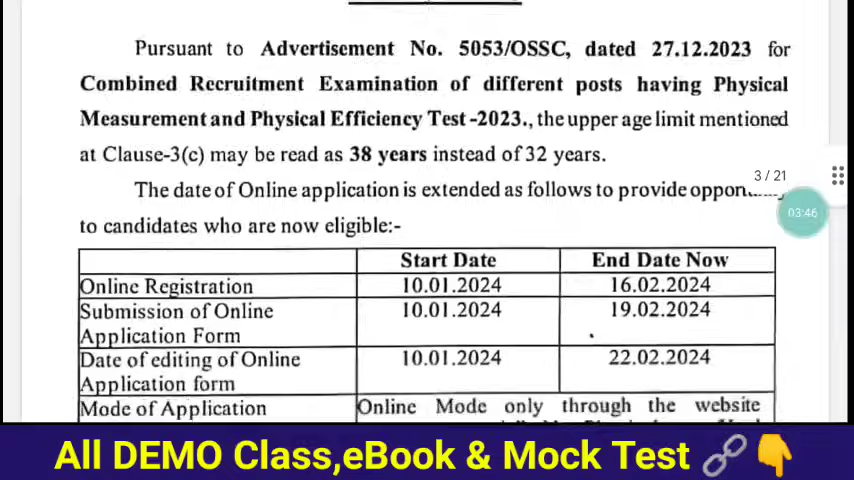 Pursuant to Advertisement No. 5053/OSSC, dated 27.12.2023 for
Combined Recruitment Examination of different posts having Physical
Measurement and Physical Efficiency Test -2023., the upper age limit mentioned
at Clause-3(c) may be read as 38 years instead of 32 years.
3 / 21
The date of Online application is extended as follows to provide
03:46
to candidates who are now eligible:-
Start Date End Date Now
Online Registration 10.01.2024 16.02.2024
Submission of Online 10.01.2024 19.02.2024
Application Form
Date of editing of Online 10.01.2024 22.02.2024
Application form
Mode of Application Online Mode only through the website
All DEMO Class,eBook & Mock Test